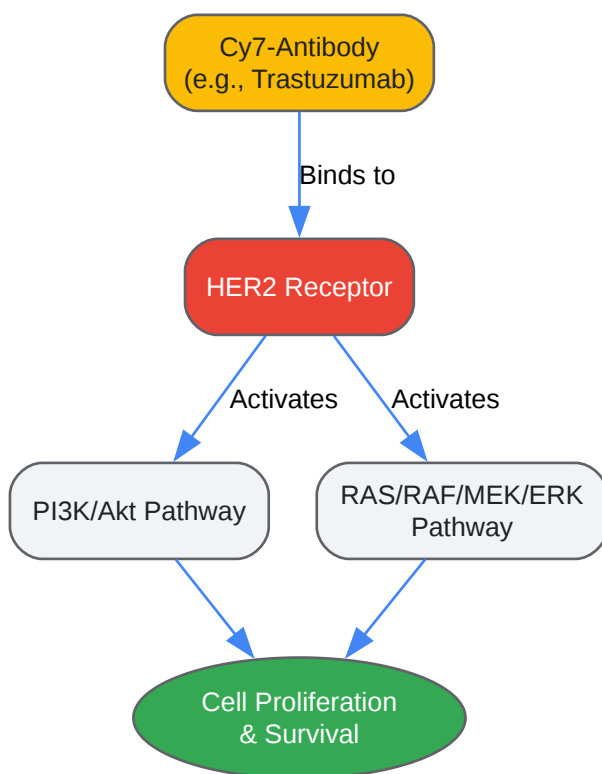 Cy7-Antibody
(e.g., Trastuzumab)
Binds to
HER2 Receptor
Activates
Activates
PI3K/Akt Pathway
RAS/RAF/MEK/ERK
Pathway
Cell Proliferation
& Survival